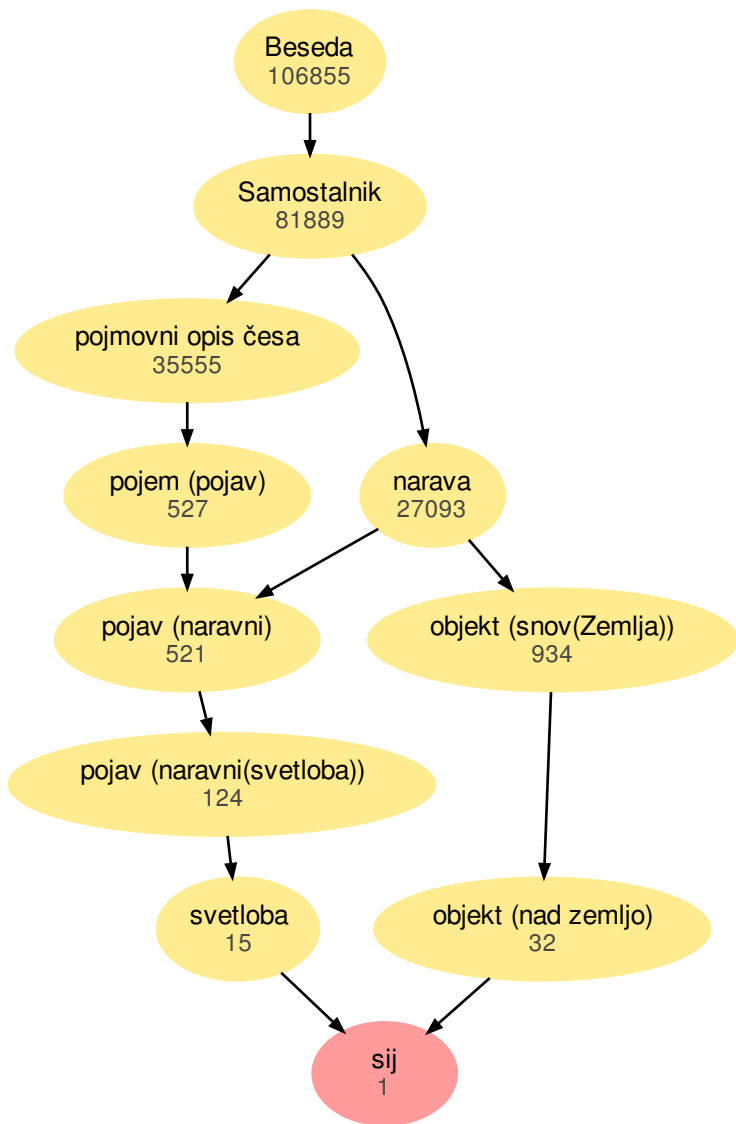 Beseda
106855
Samostalnik
81889
pojmovni opis česa
35555
pojem (pojav)
527
narava
27093
pojav (naravni)
521
objekt (snov(Zemlja))
934
pojav (naravni(svetloba))
124
svetloba
15
objekt (nad zemljo)
32
sij
1